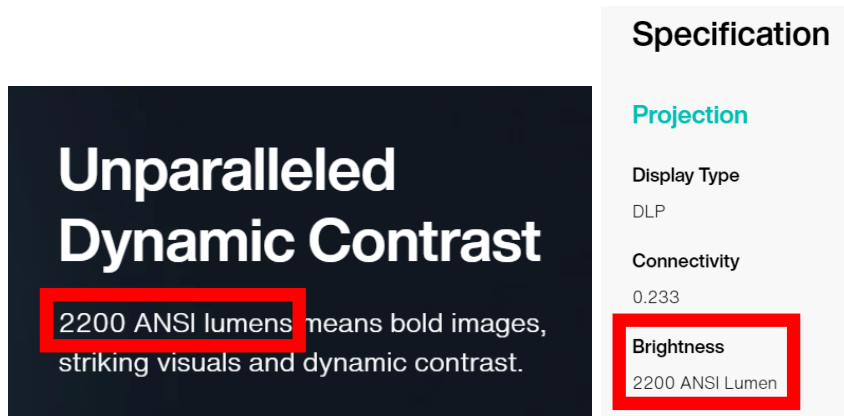 Unparalleled
Dynamic Contrast
2200 ANSI lumens means bold images,
striking visuals and dynamic contrast.
Specification
Projection
Display Type
DLP
Connectivity
0.233
Brightness
2200 ANSI Lumen